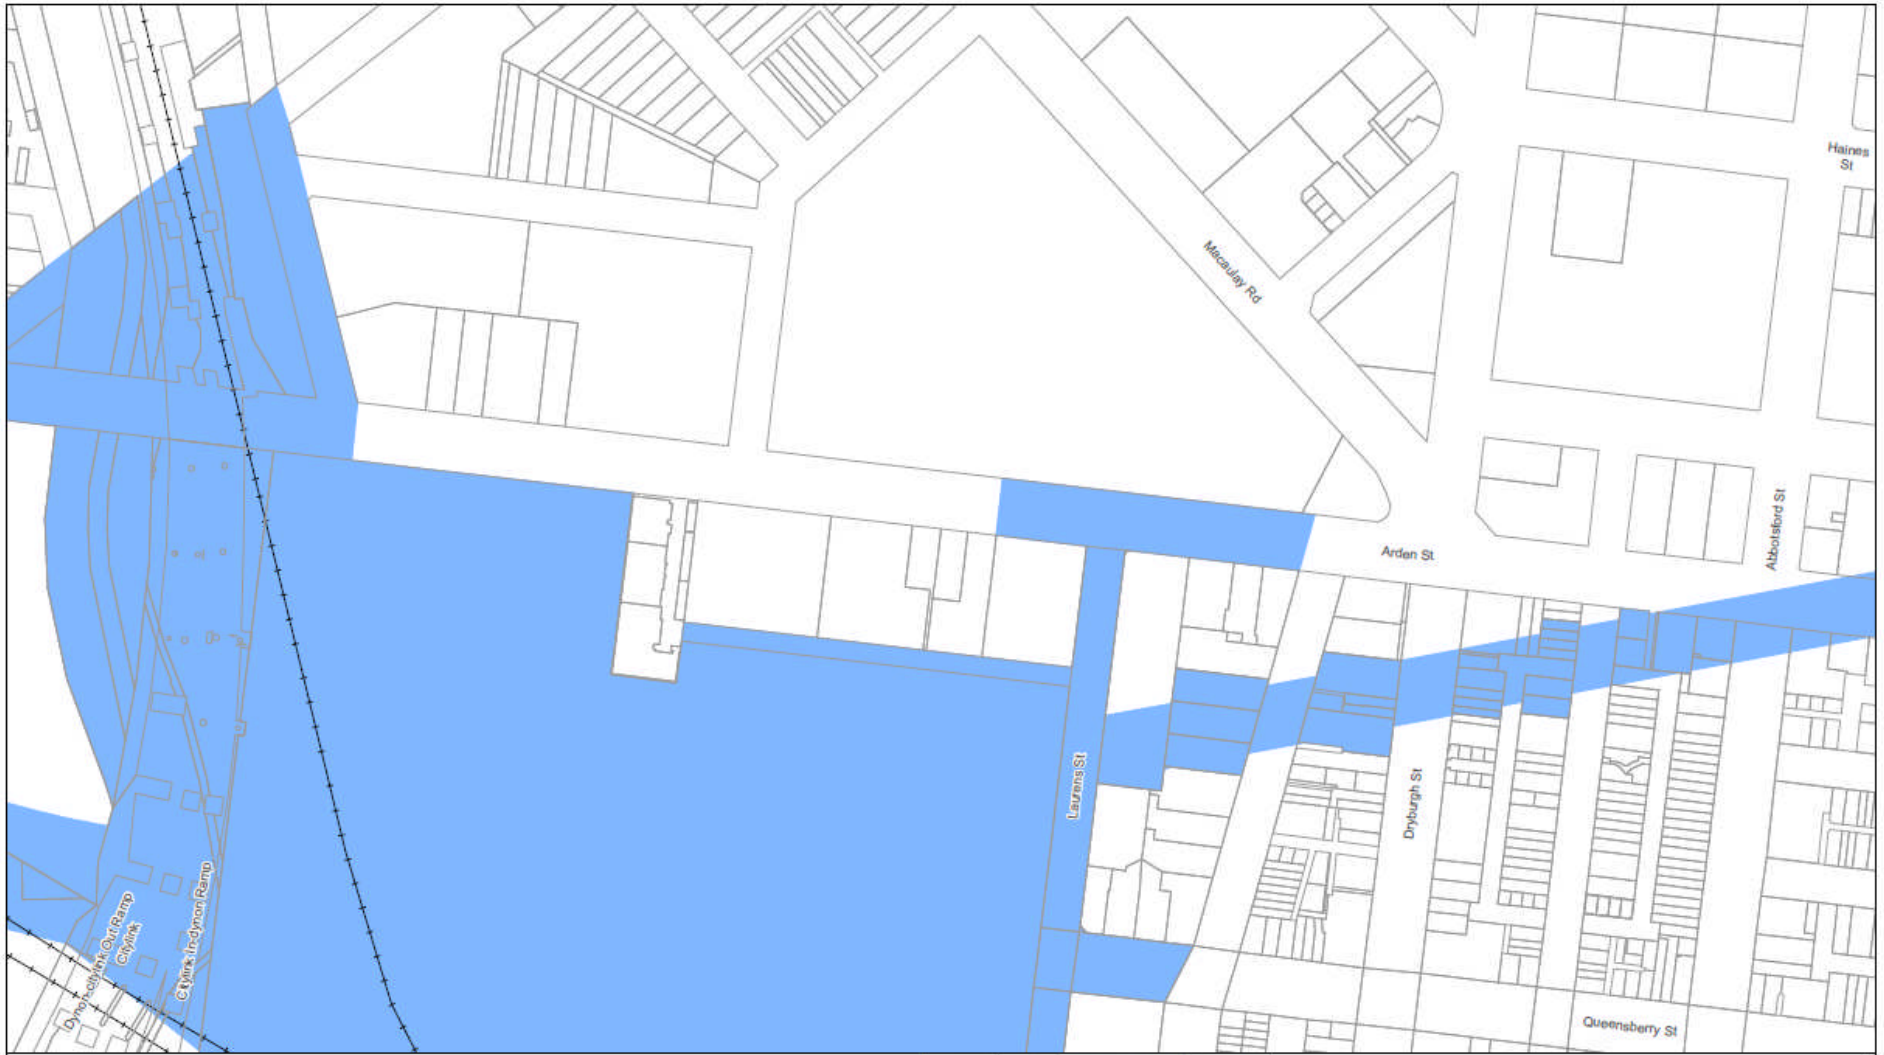 Haines
St
Macaulay Rd
Abbotsford St
Arden St
Laurens St
Dryburgh St
Dynon-citylink Out Ramp
Citylink
Citylink In-dynon Ramp
Queensberry St